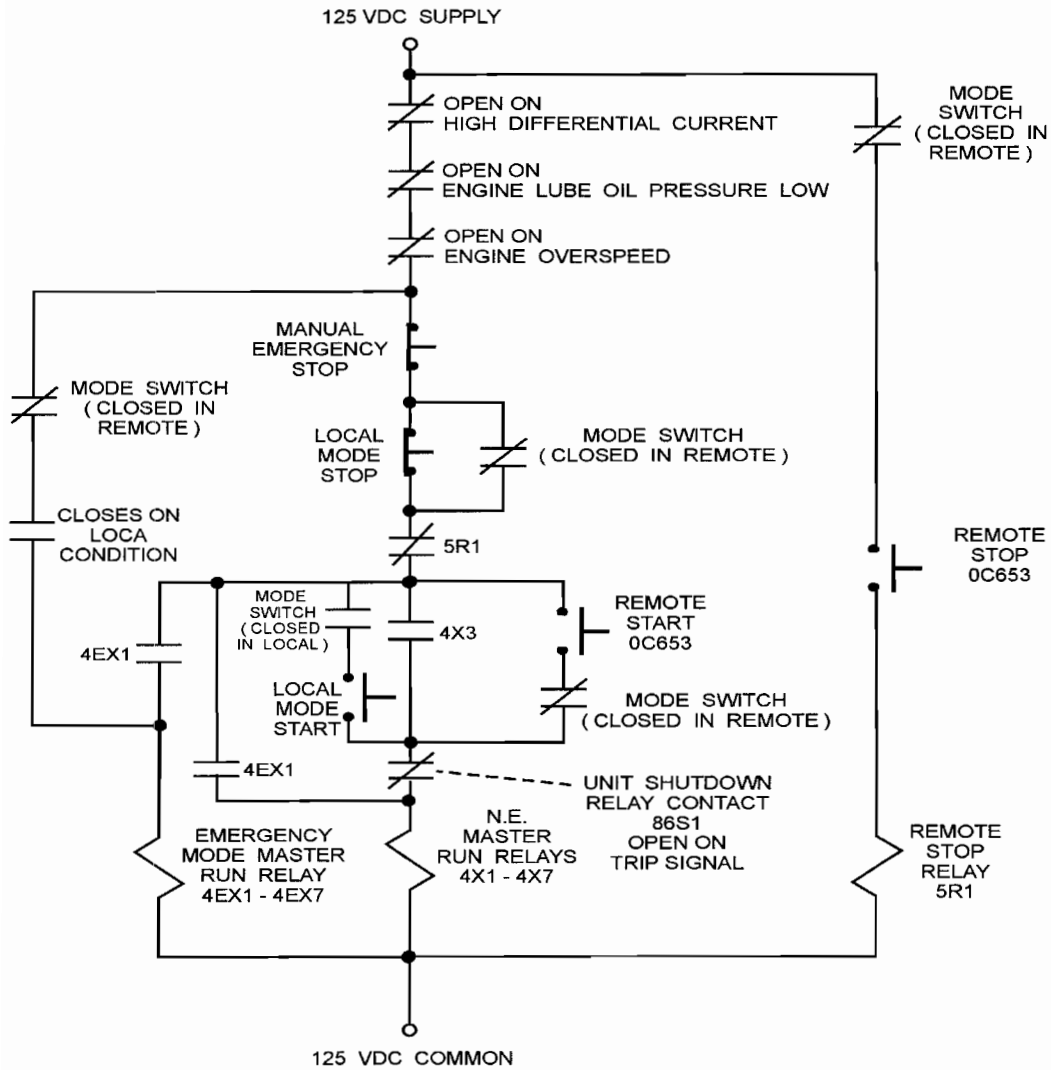 125 VDC SUPPLY
OPEN ON
HIGH DIFFERENTIAL CURRENT
MODE
SWITCH
( CLOSED IN
REMOTE )
OPEN ON
ENGINE LUBE OIL PRESSURE LOW
OPEN ON
ENGINE OVERSPEED
MANUAL
EMERGENCY
STOP
MODE SWITCH
( CLOSED IN
REMOTE )
LOCAL
MODE
STOP
MODE SWITCH
( CLOSED IN REMOTE )
CLOSES ON
LOCA
CONDITION
5R1
REMOTE
STOP
0C653
4EX1
MODE
SWITCH
(CLOSED
IN LOCAL)
4X3
REMOTE
START
0C653
LOCAL
MODE
START
MODE SWITCH
( CLOSED IN REMOTE )
4EX1
UNIT SHUTDOWN
RELAY CONTACT
86S1
OPEN ON
TRIP SIGNAL
EMERGENCY
MODE MASTER
RUN RELAY
4EX1 - 4EX7
N.E.
MASTER
RUN RELAYS
4X1 - 4X7
REMOTE
STOP
RELAY
5R1
125 VDC COMMON